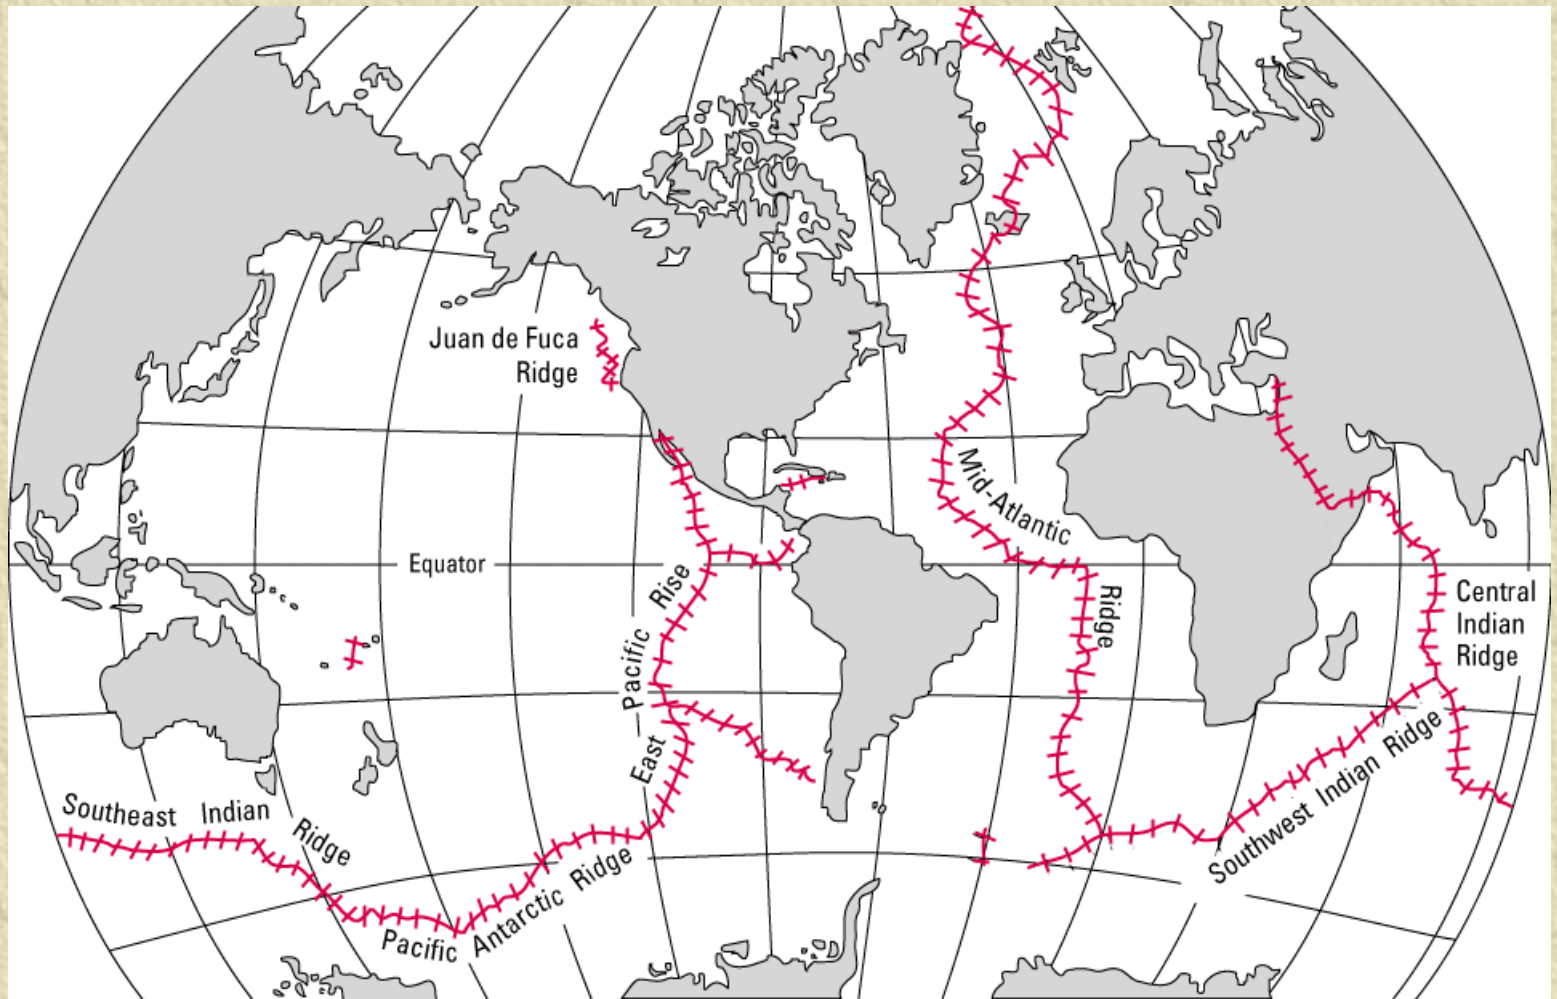 Juan de Fuca
Ridge
Mid-Atlantic
Ridge
Equator
Central
Indian
Ridge
East Pacific Rise
Southeast Indian Ridge
Southwest Indian Ridge
Pacific Antarctic Ridge